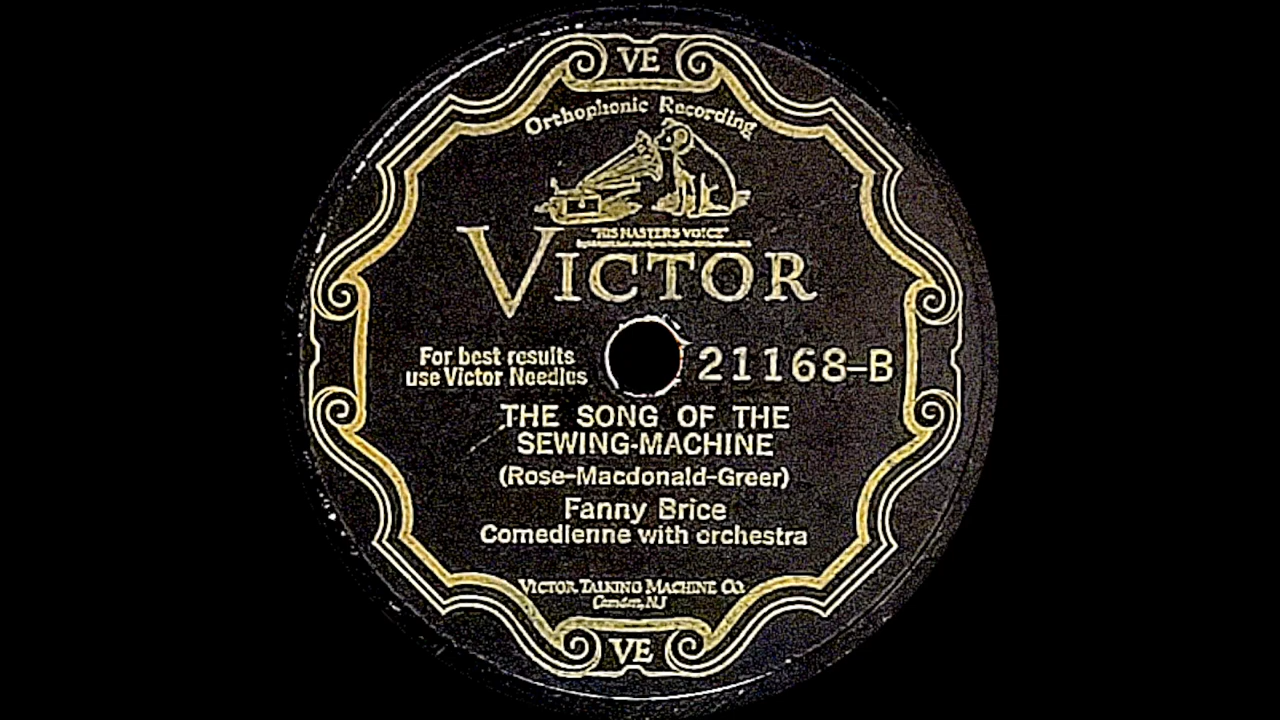 VE
Orthophonic Recording
"HIS MASTERS VOICE"
VICTOR
For best results
use Victor Needles
21168-B
THE SONG OF THE
SEWING-MACHINE
(Rose-Macdonald-Greer)
Fanny Brice
Comedienne with orchestra
VICTOR TALKING MACHINE CO.
Camden, NJ
VE